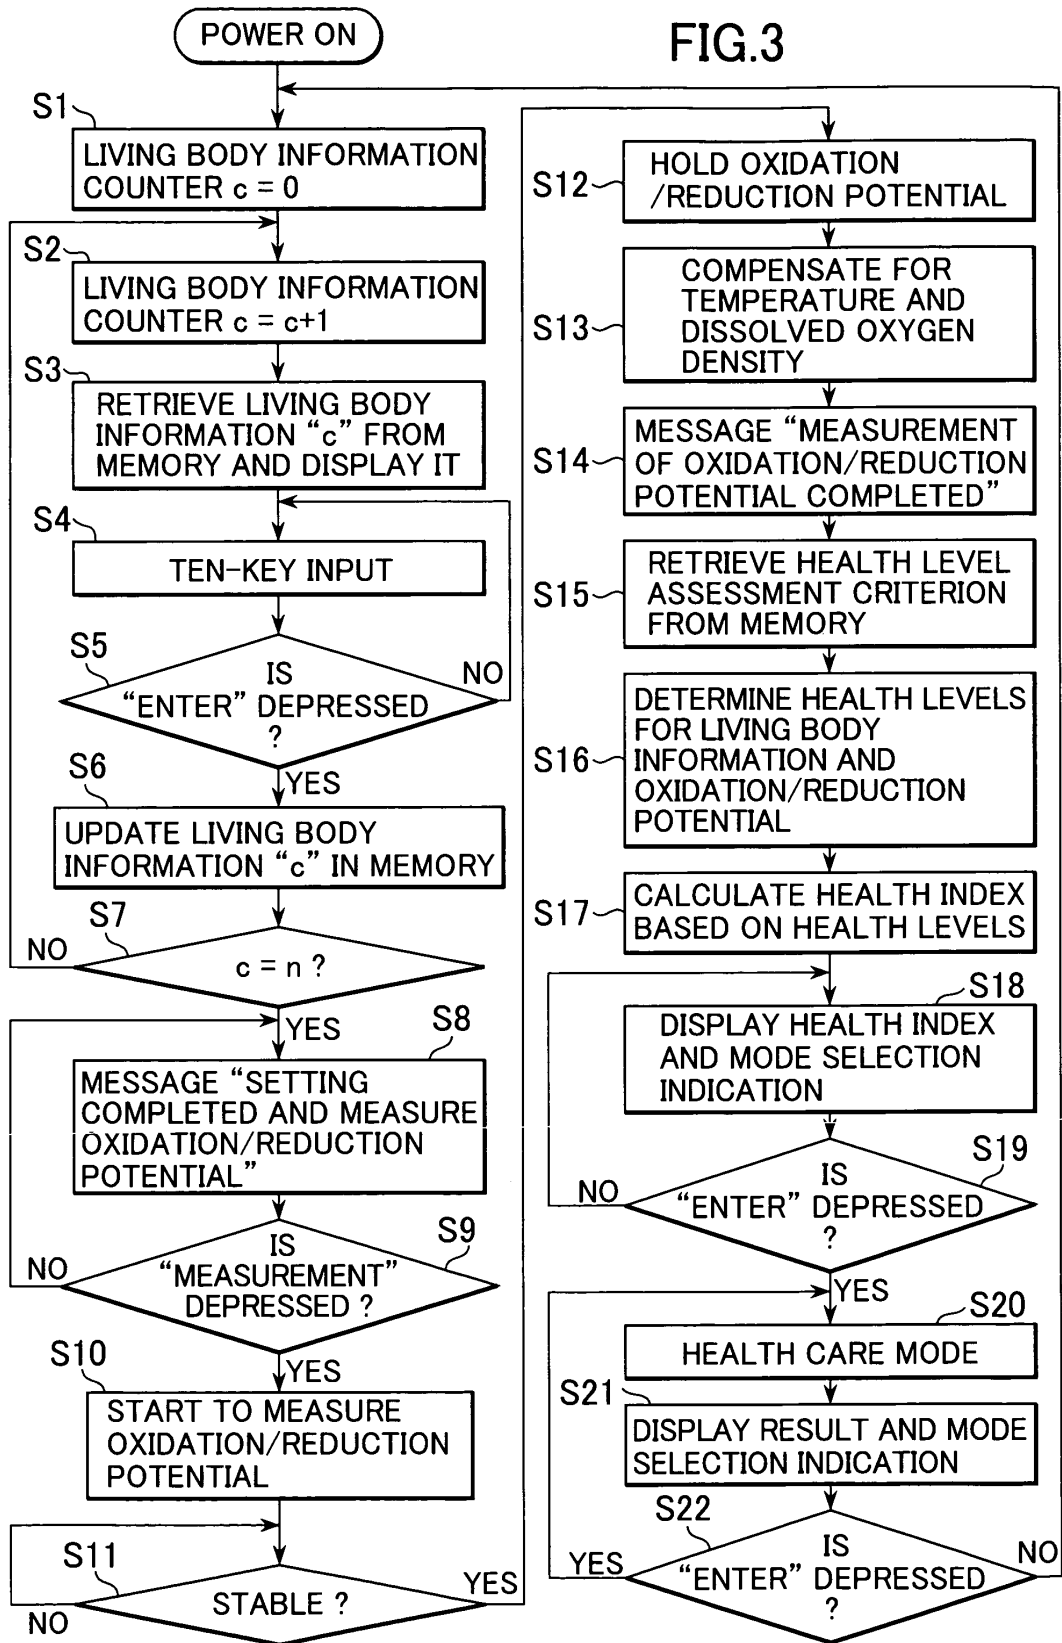 FIG.3
POWER ON
S1
LIVING BODY INFORMATION
COUNTER c = 0
S2
LIVING BODY INFORMATION
COUNTER c = c+1
S3
RETRIEVE LIVING BODY
INFORMATION “c” FROM
MEMORY AND DISPLAY IT
S4
TEN-KEY INPUT
S5
IS
“ENTER” DEPRESSED
?
NO
YES
S6
UPDATE LIVING BODY
INFORMATION “c” IN MEMORY
S7
c = n ?
NO
YES
S8
MESSAGE “SETTING
COMPLETED AND MEASURE
OXIDATION/REDUCTION
POTENTIAL”
S9
IS
“MEASUREMENT”
DEPRESSED ?
NO
YES
S10
START TO MEASURE
OXIDATION/REDUCTION
POTENTIAL
S11
STABLE ?
NO
YES
S12
HOLD OXIDATION
/REDUCTION POTENTIAL
S13
COMPENSATE FOR
TEMPERATURE AND
DISSOLVED OXYGEN
DENSITY
S14
MESSAGE “MEASUREMENT
OF OXIDATION/REDUCTION
POTENTIAL COMPLETED”
S15
RETRIEVE HEALTH LEVEL
ASSESSMENT CRITERION
FROM MEMORY
S16
DETERMINE HEALTH LEVELS
FOR LIVING BODY
INFORMATION AND
OXIDATION/REDUCTION
POTENTIAL
S17
CALCULATE HEALTH INDEX
BASED ON HEALTH LEVELS
S18
DISPLAY HEALTH INDEX
AND MODE SELECTION
INDICATION
S19
IS
“ENTER” DEPRESSED
?
NO
YES
S20
HEALTH CARE MODE
S21
DISPLAY RESULT AND MODE
SELECTION INDICATION
S22
IS
“ENTER” DEPRESSED
?
YES
NO